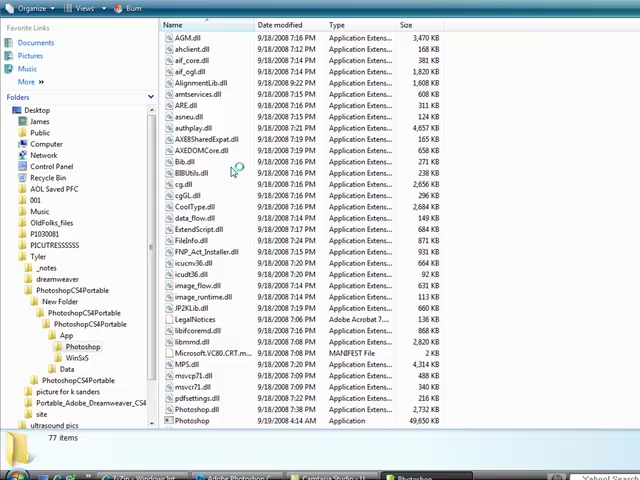 Organize Views Burn
Favorite Links
Documents
Pictures
Music
More »
Folders
Desktop
James
Public
Computer
Network
Control Panel
Recycle Bin
AOL Saved PFC
001
Music
OldFolks_files
P1030081
PICUTRESSSSSS
Tyler
_notes
dreamweaver
PhotoshopCS4Portable
New Folder
PhotoshopCS4Portable
PhotoshopCS4Portable
App
Photoshop
WinSxS
Data
PhotoshopCS4Portable
picture for k sanders
Portable_Adobe_Dreamweaver_CS4
site
ultrasound pics
Name Date modified Type Size
AGM.dll 9/18/2008 7:16 PM Application Extens... 3,470 KB
ahclient.dll 9/18/2008 7:16 PM Application Extens... 168 KB
aif_core.dll 9/18/2008 7:14 PM Application Extens... 381 KB
aif_ogl.dll 9/18/2008 7:14 PM Application Extens... 1,820 KB
AlignmentLib.dll 9/18/2008 9:22 PM Application Extens... 1,608 KB
amtservices.dll 9/18/2008 7:15 PM Application Extens... 640 KB
ARE.dll 9/18/2008 7:16 PM Application Extens... 311 KB
asneu.dll 9/18/2008 7:15 PM Application Extens... 124 KB
authplay.dll 9/18/2008 7:21 PM Application Extens... 4,657 KB
AXE8SharedExpat.dll 9/18/2008 7:19 PM Application Extens... 165 KB
AXEDOMCore.dll 9/18/2008 7:19 PM Application Extens... 658 KB
Bib.dll 9/18/2008 7:16 PM Application Extens... 271 KB
BIBUtils.dll 9/18/2008 7:16 PM Application Extens... 238 KB
cg.dll 9/18/2008 7:16 PM Application Extens... 2,656 KB
cgGL.dll 9/18/2008 7:16 PM Application Extens... 296 KB
CoolType.dll 9/18/2008 7:16 PM Application Extens... 2,684 KB
data_flow.dll 9/18/2008 7:14 PM Application Extens... 149 KB
ExtendScript.dll 9/18/2008 7:17 PM Application Extens... 684 KB
FileInfo.dll 9/18/2008 7:24 PM Application Extens... 871 KB
FNP_Act_Installer.dll 9/18/2008 7:15 PM Application Extens... 931 KB
icucnv36.dll 9/18/2008 7:20 PM Application Extens... 664 KB
icudt36.dll 9/18/2008 7:20 PM Application Extens... 92 KB
image_flow.dll 9/18/2008 7:14 PM Application Extens... 631 KB
image_runtime.dll 9/18/2008 7:14 PM Application Extens... 113 KB
JP2KLib.dll 9/18/2008 7:19 PM Application Extens... 660 KB
LegalNotices 9/18/2008 7:06 PM Adobe Acrobat 7.... 136 KB
libifcoremd.dll 9/18/2008 7:16 PM Application Extens... 868 KB
libmmd.dll 9/18/2008 7:08 PM Application Extens... 2,820 KB
Microsoft.VC80.CRT.m... 9/18/2008 7:08 PM MANIFEST File 2 KB
MPS.dll 9/18/2008 7:20 PM Application Extens... 4,314 KB
msvcp71.dll 9/18/2008 7:09 PM Application Extens... 488 KB
msvcr71.dll 9/18/2008 7:09 PM Application Extens... 340 KB
pdfsettings.dll 9/18/2008 7:22 PM Application Extens... 216 KB
Photoshop.dll 9/18/2008 7:38 PM Application Extens... 2,732 KB
Photoshop 9/19/2008 4:14 AM Application 49,650 KB
77 items
7-Zip - Windows Int... Adobe Photoshop C... Camtasia Studio - U... Photoshop
Yahoo! Search